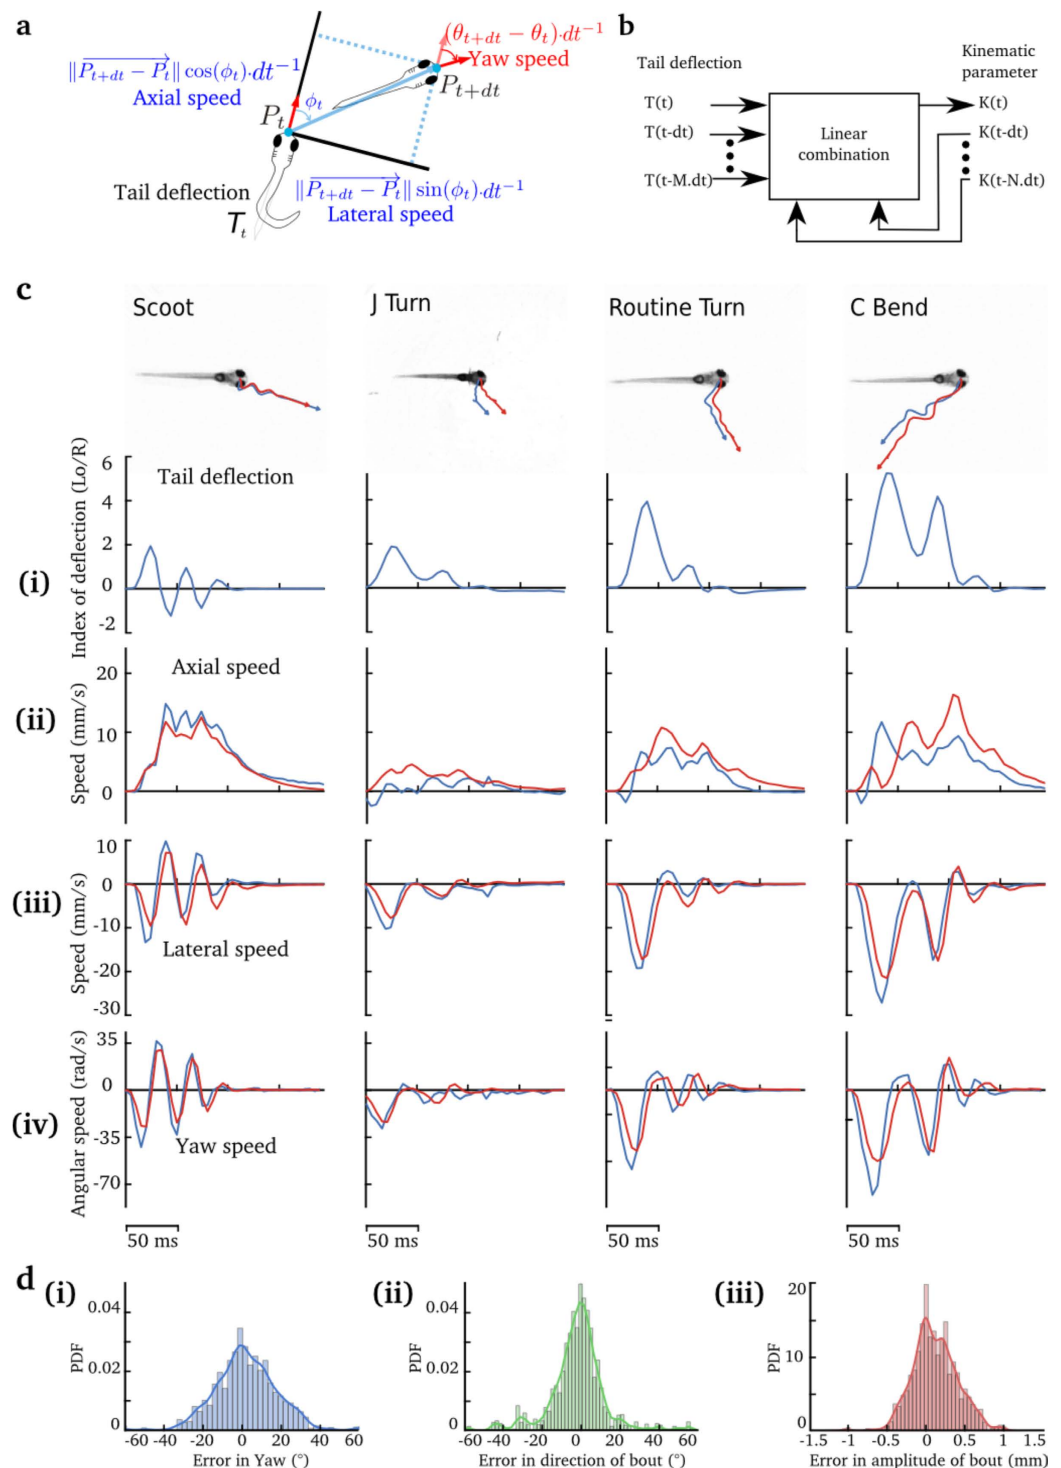 a
(θt+dt − θt)·dt−1
Yaw speed
∥Pt+dt − Pt∥ cos(ϕt)·dt−1
Axial speed
ϕt
Pt
Pt+dt
Tail deflection
Tt
∥Pt+dt − Pt∥ sin(ϕt)·dt−1
Lateral speed
b
Tail deflection
Kinematic
parameter
T(t)
T(t-dt)
T(t-M.dt)
Linear
combination
K(t)
K(t-dt)
K(t-N.dt)
c
Scoot
J Turn
Routine Turn
C Bend
(i)
Index of deflection (Lo/R)
6
4
2
0
-2
Tail deflection
(ii)
Speed (mm/s)
20
10
0
Axial speed
(iii)
Speed (mm/s)
10
0
-10
-20
-30
Lateral speed
(iv)
Angular speed (rad/s)
35
0
-35
-70
Yaw speed
50 ms
50 ms
50 ms
50 ms
d
(i)
PDF
0.04
0.02
0
-60 -40 -20 0 20 40 60
Error in Yaw (°)
(ii)
PDF
0.04
0.02
0
-60 -40 -20 0 20 40 60
Error in direction of bout (°)
(iii)
PDF
20
10
0
-1.5 -1 -0.5 0 0.5 1 1.5
Error in amplitude of bout (mm)